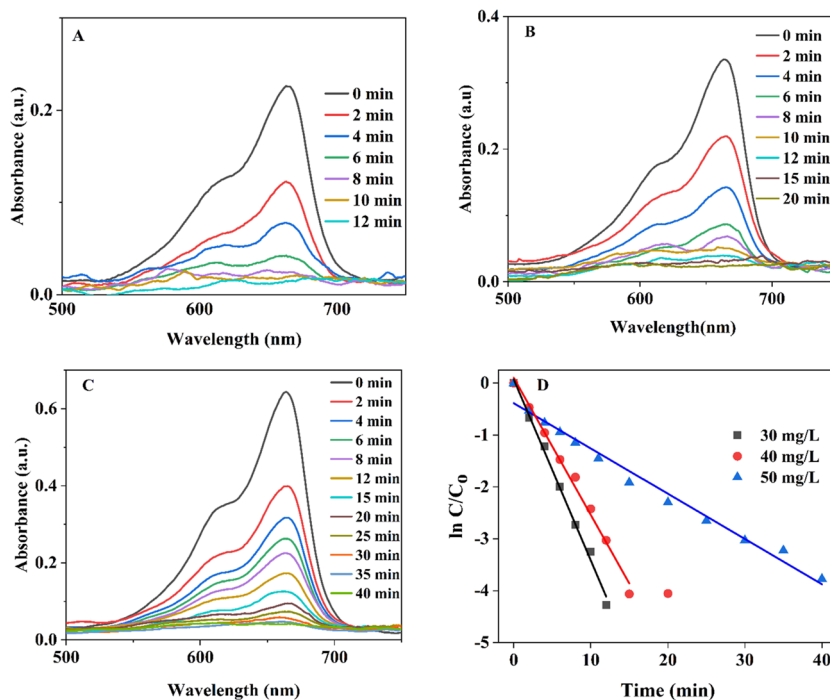 A
0.2
0.0
500
600
700
Absorbance (a.u.)
Wavelength (nm)
0 min
2 min
4 min
6 min
8 min
10 min
12 min
B
0.4
0.2
0.0
500
600
700
Absorbance (a.u)
Wavelength(nm)
0 min
2 min
4 min
6 min
8 min
10 min
12 min
15 min
20 min
C
0.6
0.4
0.2
0.0
500
600
700
Absorbance (a.u.)
Wavelength (nm)
0 min
2 min
4 min
6 min
8 min
12 min
15 min
20 min
25 min
30 min
35 min
40 min
D
0
-1
-2
-3
-4
-5
0
10
20
30
40
ln C/C₀
Time (min)
30 mg/L
40 mg/L
50 mg/L